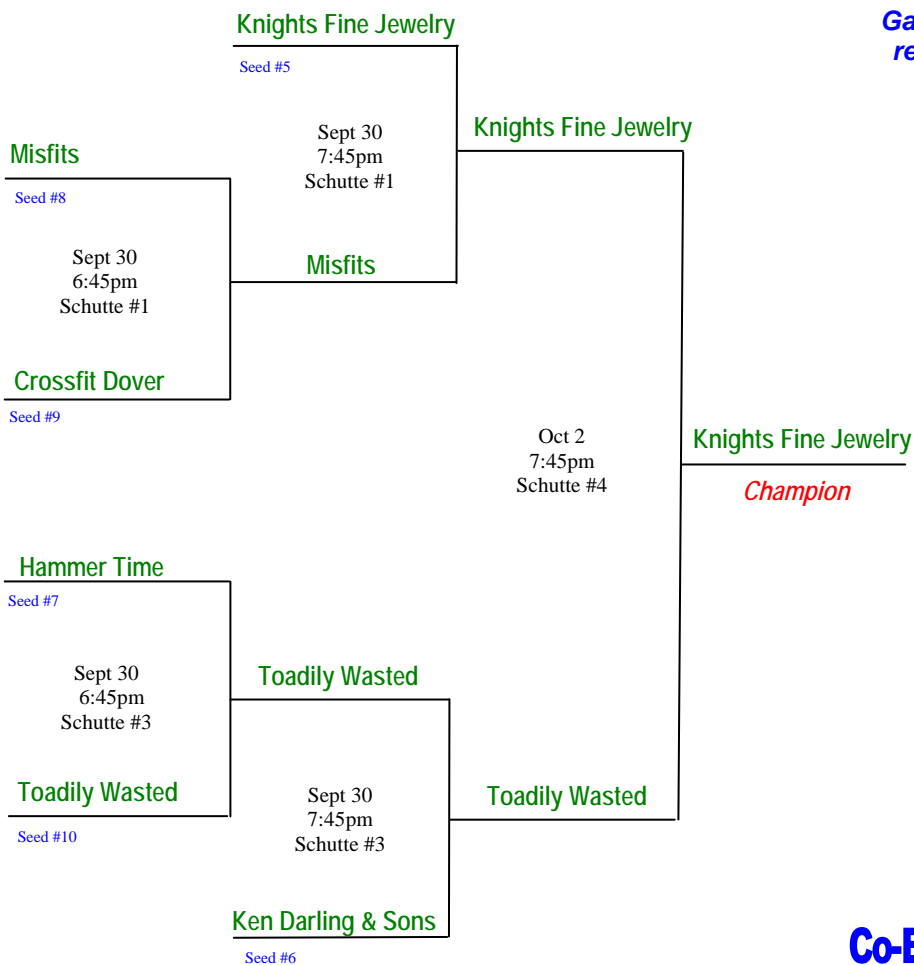 Knights Fine Jewelry
Seed #5
Sept 30
7:45pm
Schutte #1
Knights Fine Jewelry
Misfits
Seed #8
Sept 30
6:45pm
Schutte #1
Misfits
Crossfit Dover
Seed #9
Oct 2
7:45pm
Schutte #4
Knights Fine Jewelry
Champion
Hammer Time
Seed #7
Sept 30
6:45pm
Schutte #3
Toadily Wasted
Toadily Wasted
Seed #10
Sept 30
7:45pm
Schutte #3
Toadily Wasted
Ken Darling & Sons
Seed #6